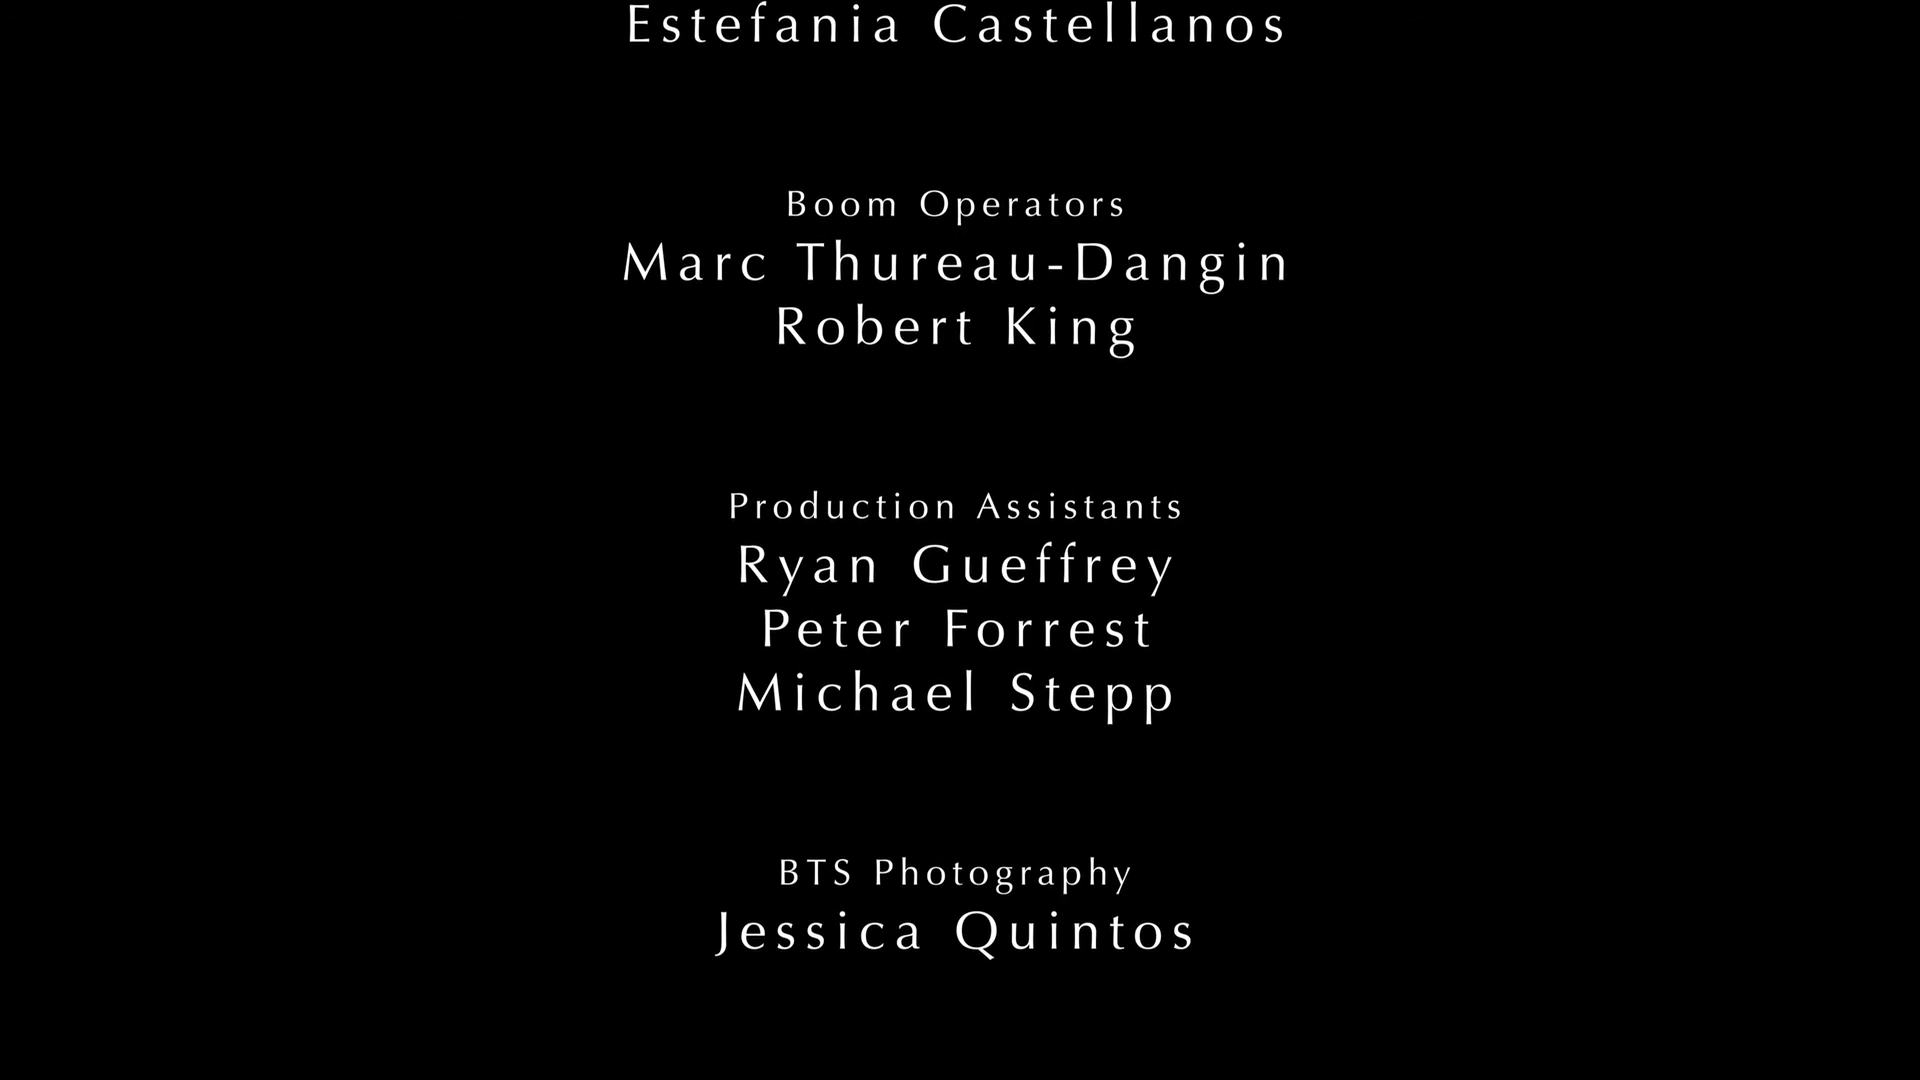 Estefania Castellanos
Boom Operators
Marc Thureau-Dangin
Robert King
Production Assistants
Ryan Gueffrey
Peter Forrest
Michael Stepp
BTS Photography
Jessica Quintos